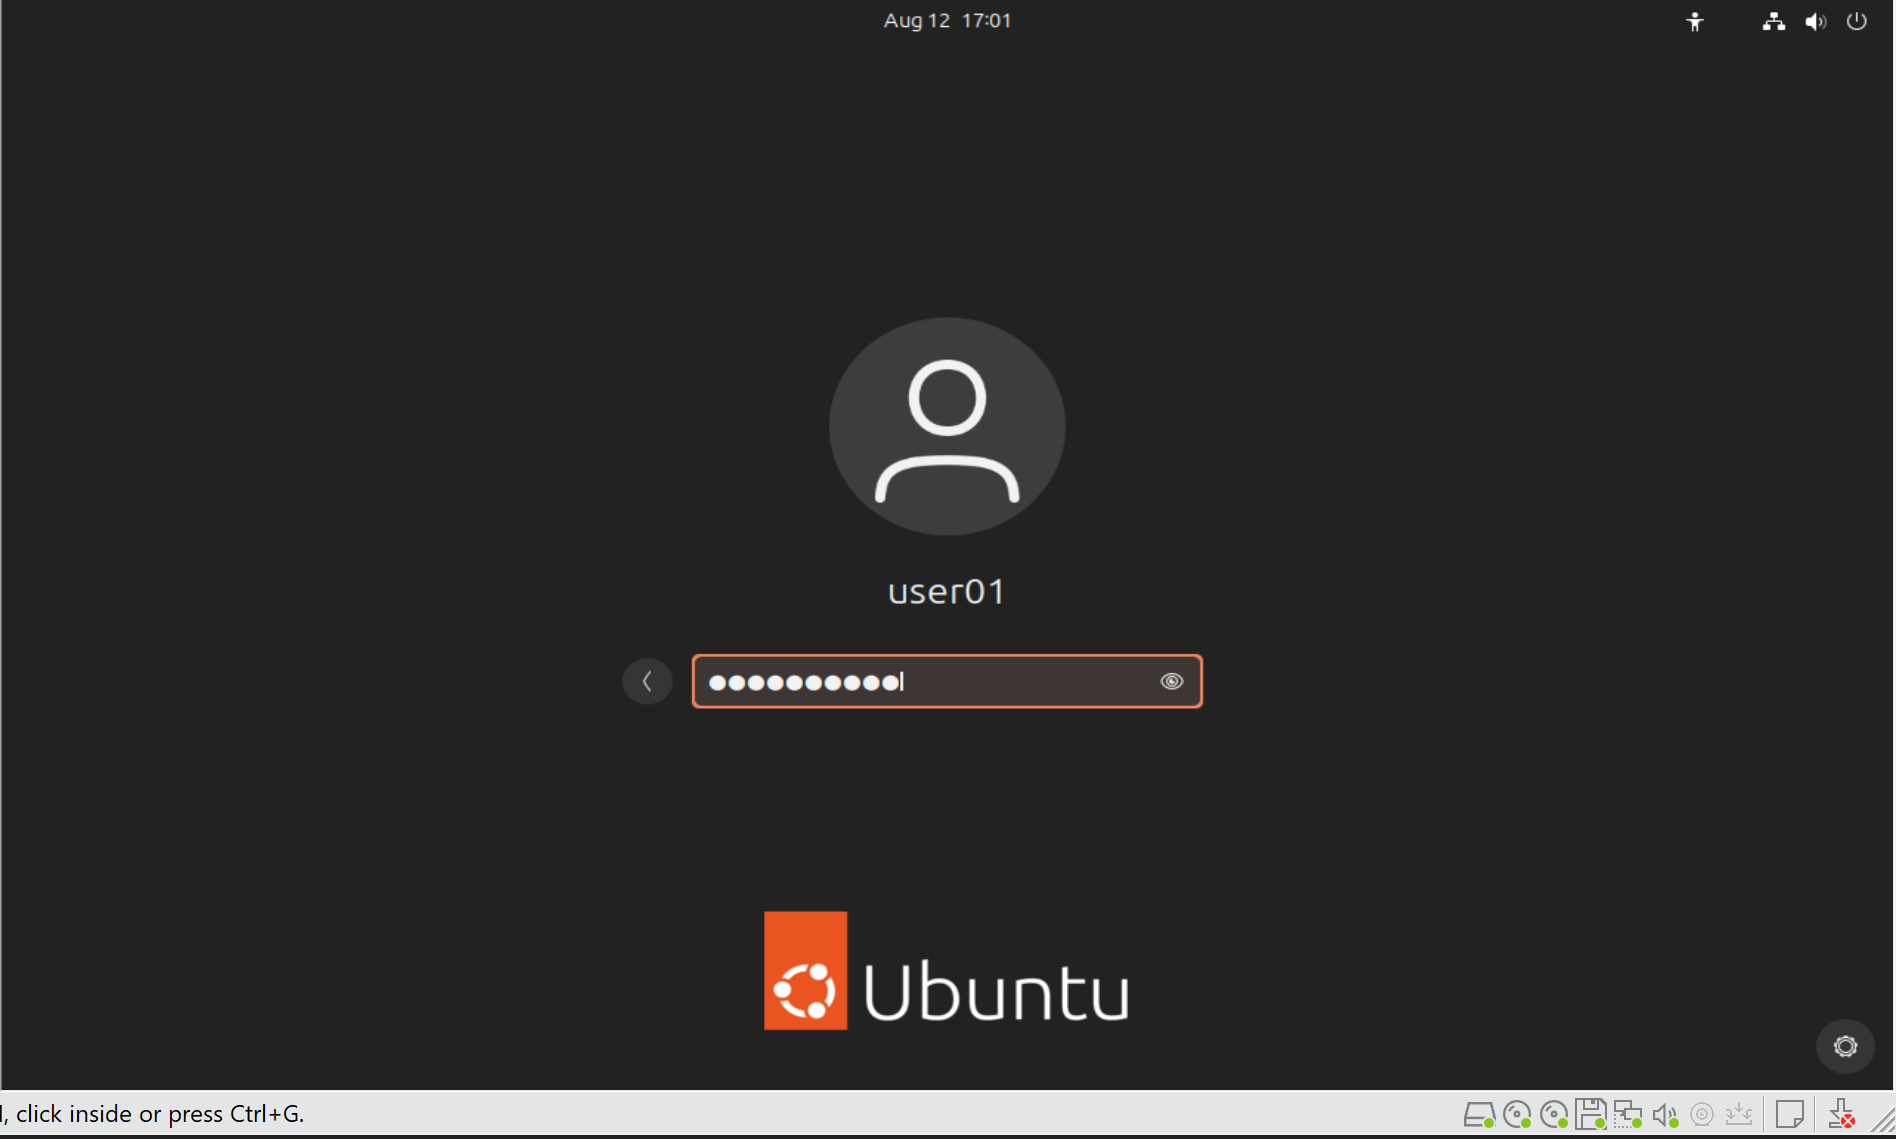 Aug 12 17:01
user01
Ubuntu
, click inside or press Ctrl+G.